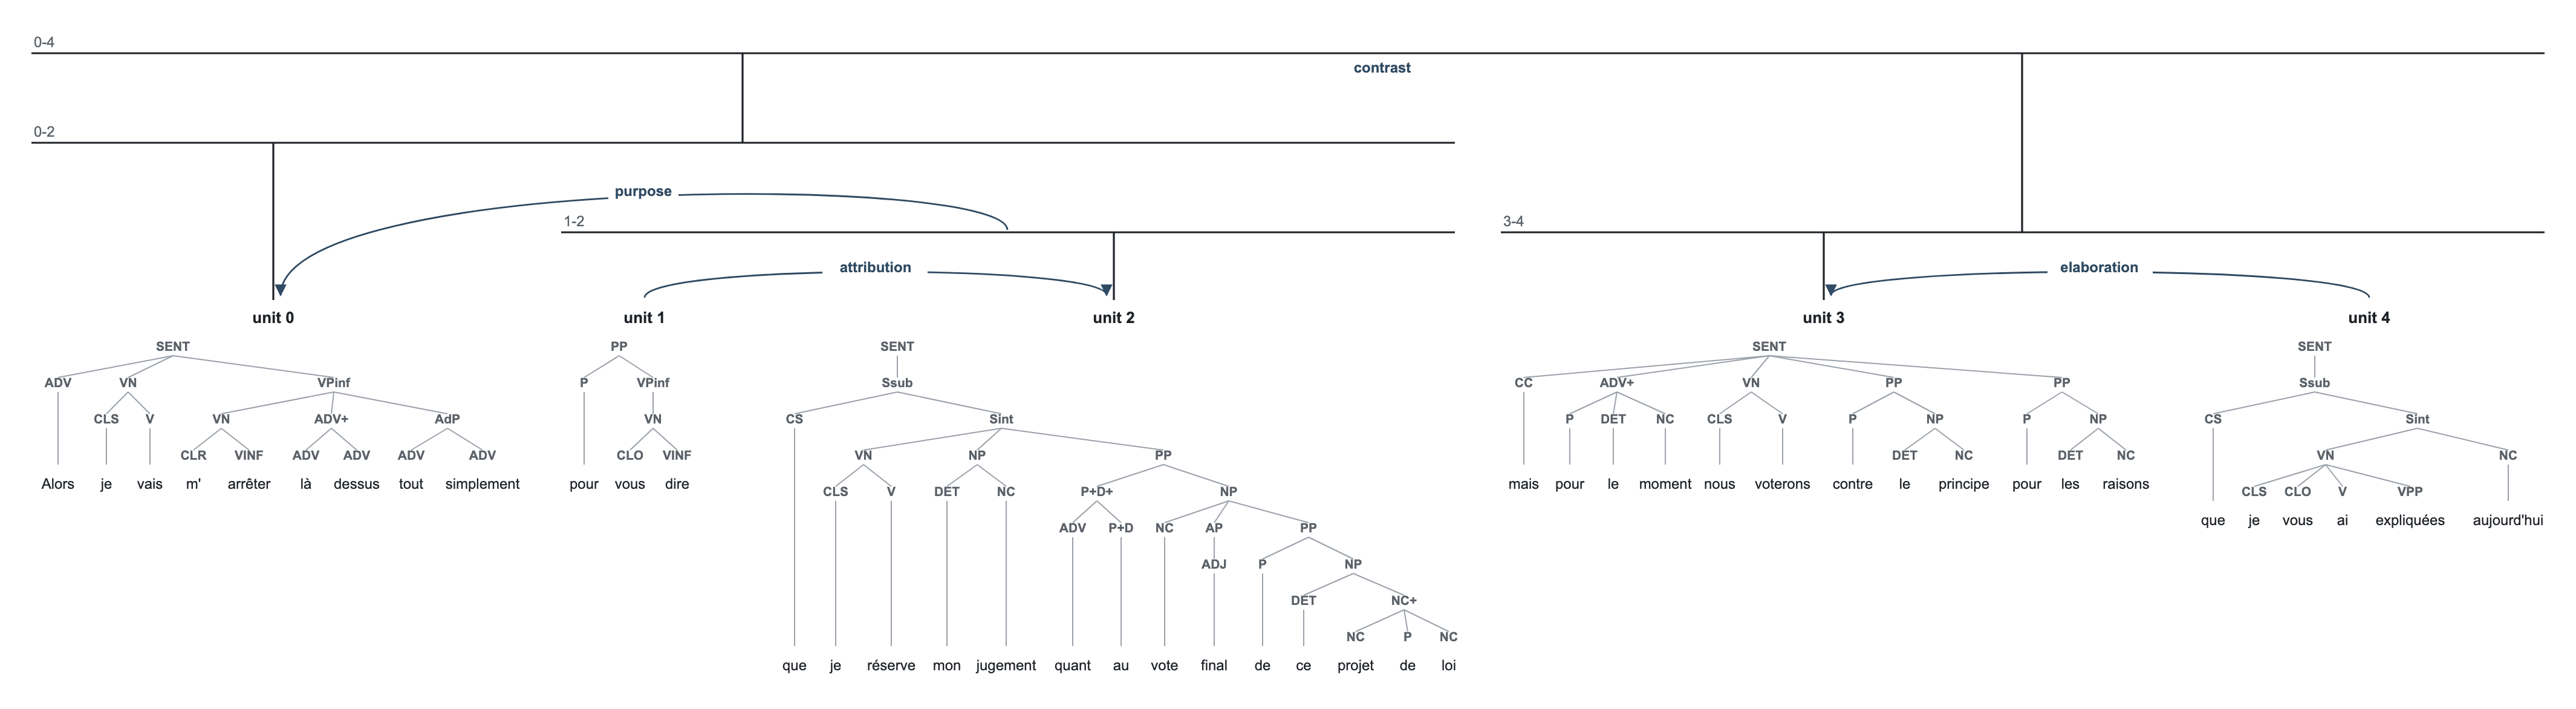 0-4
contrast
0-2
purpose
1-2
3-4
attribution
elaboration
unit 0 unit 1 unit 2 unit 3 unit 4
SENT PP SENT SENT SENT
ADV VN VPinf P VPinf Ssub CC ADV+ VN PP PP Ssub
CLS V VN ADV+ AdP VN CS Sint P DET NC CLS V P NP P NP CS Sint
CLR VINF ADV ADV ADV ADV CLO VINF VN NP PP DET NC DET NC VN NC
Alors je vais m' arrêter là dessus tout simplement pour vous dire mais pour le moment nous voterons contre le principe pour les raisons
CLS V DET NC P+D+ NP CLS CLO V VPP
que je vous ai expliquées aujourd'hui
ADV P+D NC AP PP
ADJ P NP
DET NC+
NC P NC
que je réserve mon jugement quant au vote final de ce projet de loi